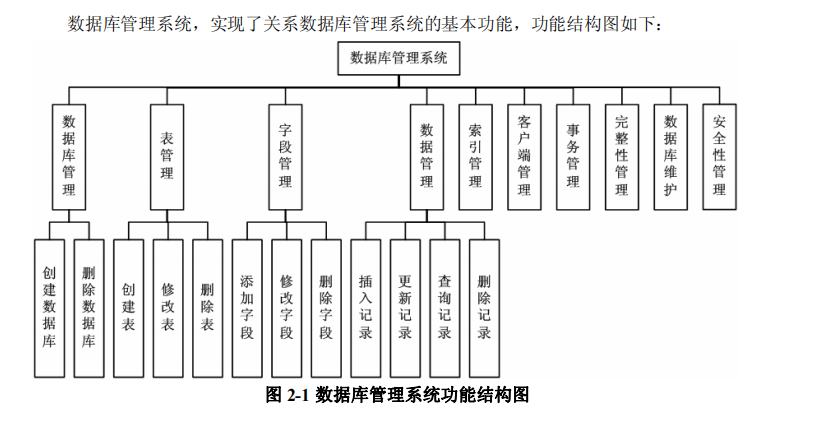 数据库管理系统，实现了关系数据库管理系统的基本功能，功能结构图如下：
数据库管理系统
数据库管理
表管理
字段管理
数据管理
索引管理
客户端管理
事务管理
完整性管理
数据库维护
安全性管理
创建数据库
删除数据库
创建表
修改表
删除表
添加字段
修改字段
删除字段
插入记录
更新记录
查询记录
删除记录
图 2-1 数据库管理系统功能结构图